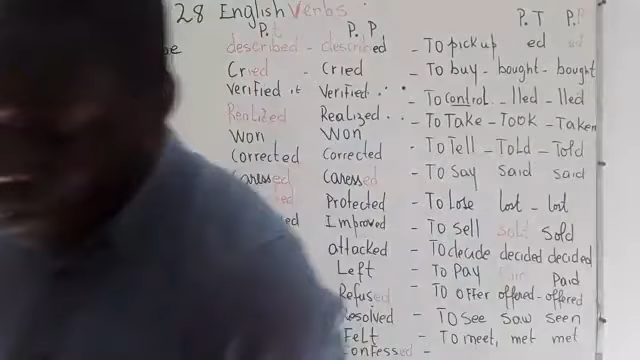 28 English Verbs
P.t P.P P.T P.P
described - described - To pick up ed ed
Cried - Cried - To buy - bought - bought
verified Verified - To control - lled - lled
Realized Realized - To Take - Took - Taken
Won Won - To Tell - Told - Told
Corrected Corrected - To say said said
Caressed Caressed - To Lose lost - lost
Protected - To sell sold sold
Improved - To decide decided decided
attacked - To pay Paid
Left - To offer offered - offered
Refused - To see saw seen
Resolved - To meet, met met
Felt
Confessed